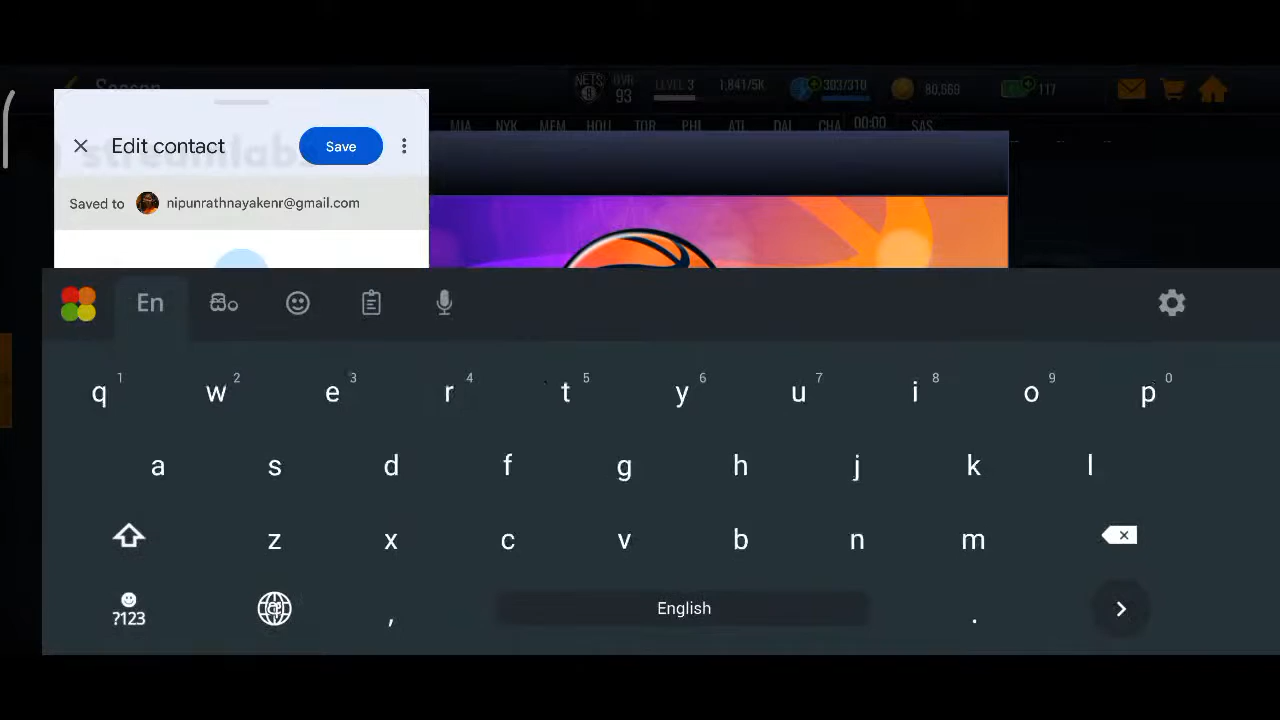 Season
NETS OVR 93 LEVEL 3 1,841/5K 303/310 80,669 117
MIA NYK MEM HOU TOR PHI ATL DAL CHA 00:00 SAS
streamlabs
Edit contact Save
Saved to nipunrathnayakenr@gmail.com
En සිං
q 1 w 2 e 3 r 4 t 5 y 6 u 7 i 8 o 9 p 0
a s d f g h j k l
z x c v b n m
?123 , English .